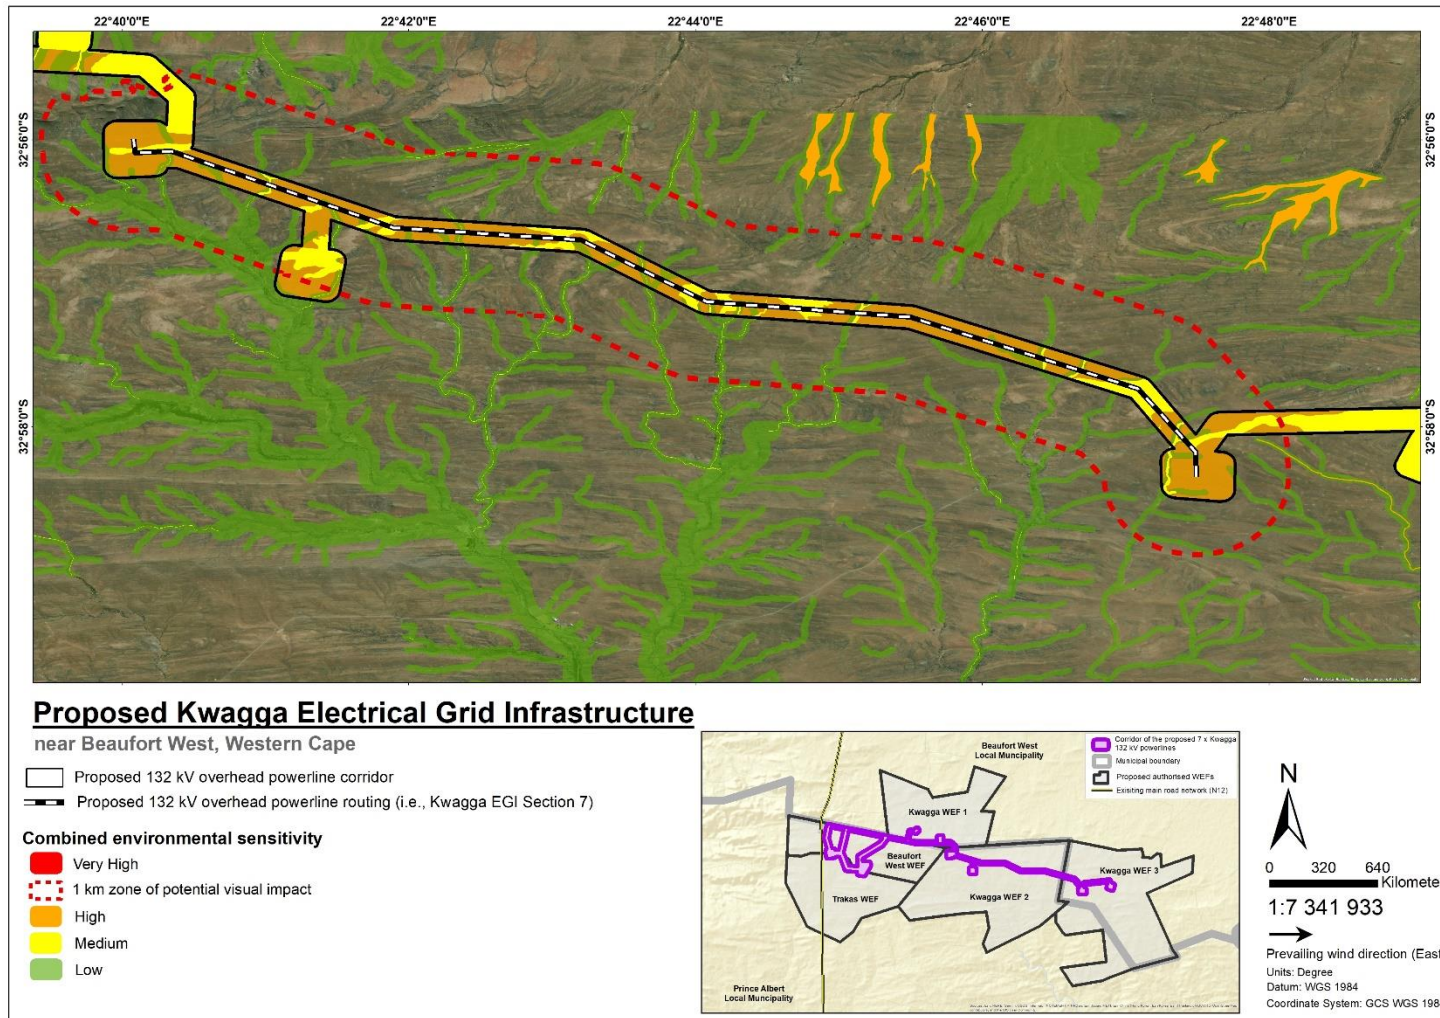 22°40'0"E 22°42'0"E 22°44'0"E 22°46'0"E 22°48'0"E
32°56'0"S 32°56'0"S
32°58'0"S 32°58'0"S
Proposed Kwagga Electrical Grid Infrastructure
near Beaufort West, Western Cape
Proposed 132 kV overhead powerline corridor
Proposed 132 kV overhead powerline routing (i.e., Kwagga EGI Section 7)
Combined environmental sensitivity
Very High
1 km zone of potential visual impact
High
Medium
Low
Beaufort West
Local Municpality
Corridor of the proposed 7 x Kwagga
132 kV powerlines
Municipal boundary
Proposed authorised WEFs
Exisiting main road network (N12)
Kwagga WEF 1
Beaufort
West WEF
Kwagga WEF 3
Trakas WEF
Kwagga WEF 2
Prince Albert
Local Muncipality
N
0 320 640
Kilomete
1:7 341 933
Prevailing wind direction (East
Units: Degree
Datum: WGS 1984
Coordinate System: GCS WGS 198